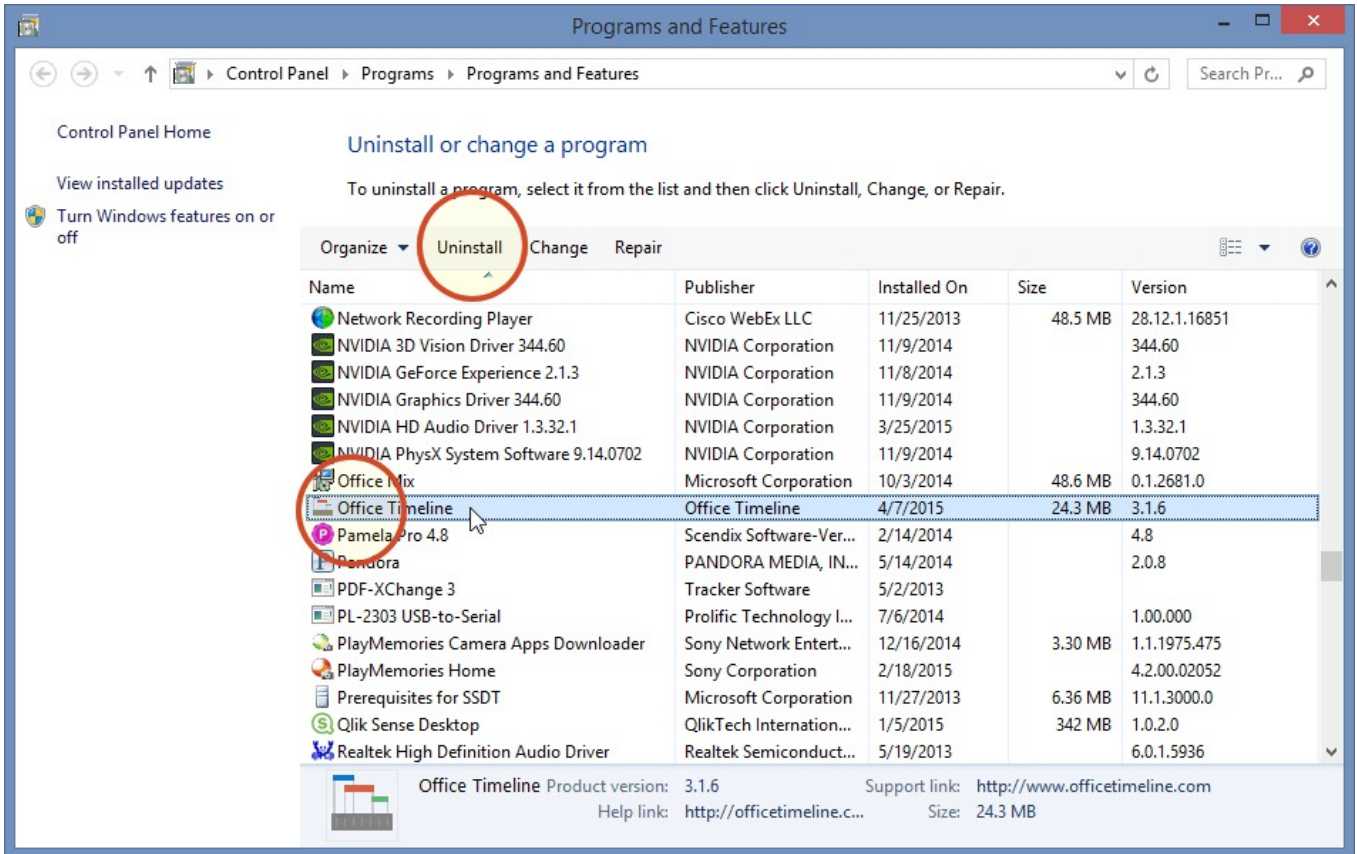 Programs and Features
Control Panel Programs Programs and Features Search Pr...
Control Panel Home
View installed updates
Turn Windows features on or
off
Uninstall or change a program
To uninstall a program, select it from the list and then click Uninstall, Change, or Repair.
Organize Uninstall Change Repair
Name Publisher Installed On Size Version
Network Recording Player Cisco WebEx LLC 11/25/2013 48.5 MB 28.12.1.16851
NVIDIA 3D Vision Driver 344.60 NVIDIA Corporation 11/9/2014 344.60
NVIDIA GeForce Experience 2.1.3 NVIDIA Corporation 11/8/2014 2.1.3
NVIDIA Graphics Driver 344.60 NVIDIA Corporation 11/9/2014 344.60
NVIDIA HD Audio Driver 1.3.32.1 NVIDIA Corporation 3/25/2015 1.3.32.1
NVIDIA PhysX System Software 9.14.0702 NVIDIA Corporation 11/9/2014 9.14.0702
Office Mix Microsoft Corporation 10/3/2014 48.6 MB 0.1.2681.0
Office Timeline Office Timeline 4/7/2015 24.3 MB 3.1.6
Pamela Pro 4.8 Scendix Software-Ver... 2/14/2014 4.8
Pandora PANDORA MEDIA, IN... 5/14/2014 2.0.8
PDF-XChange 3 Tracker Software 5/2/2013
PL-2303 USB-to-Serial Prolific Technology I... 7/6/2014 1.00.000
PlayMemories Camera Apps Downloader Sony Network Entert... 12/16/2014 3.30 MB 1.1.1975.475
PlayMemories Home Sony Corporation 2/18/2015 4.2.00.02052
Prerequisites for SSDT Microsoft Corporation 11/27/2013 6.36 MB 11.1.3000.0
Qlik Sense Desktop QlikTech Internation... 1/5/2015 342 MB 1.0.2.0
Realtek High Definition Audio Driver Realtek Semiconduct... 5/19/2013 6.0.1.5936
Office Timeline Product version: 3.1.6 Support link: http://www.officetimeline.com
Help link: http://officetimeline.c... Size: 24.3 MB